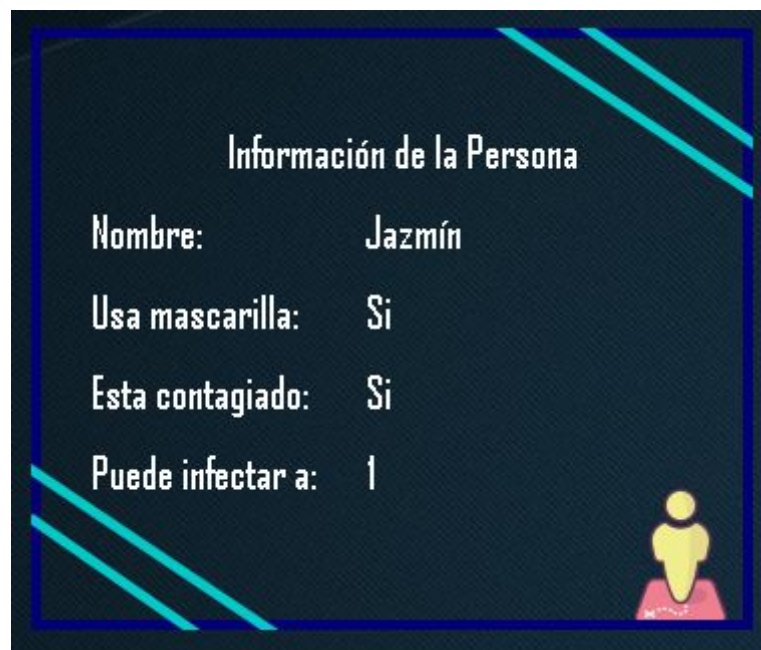 Información de la Persona
Nombre: Jazmín
Usa mascarilla: Si
Esta contagiado: Si
Puede infectar a: 1